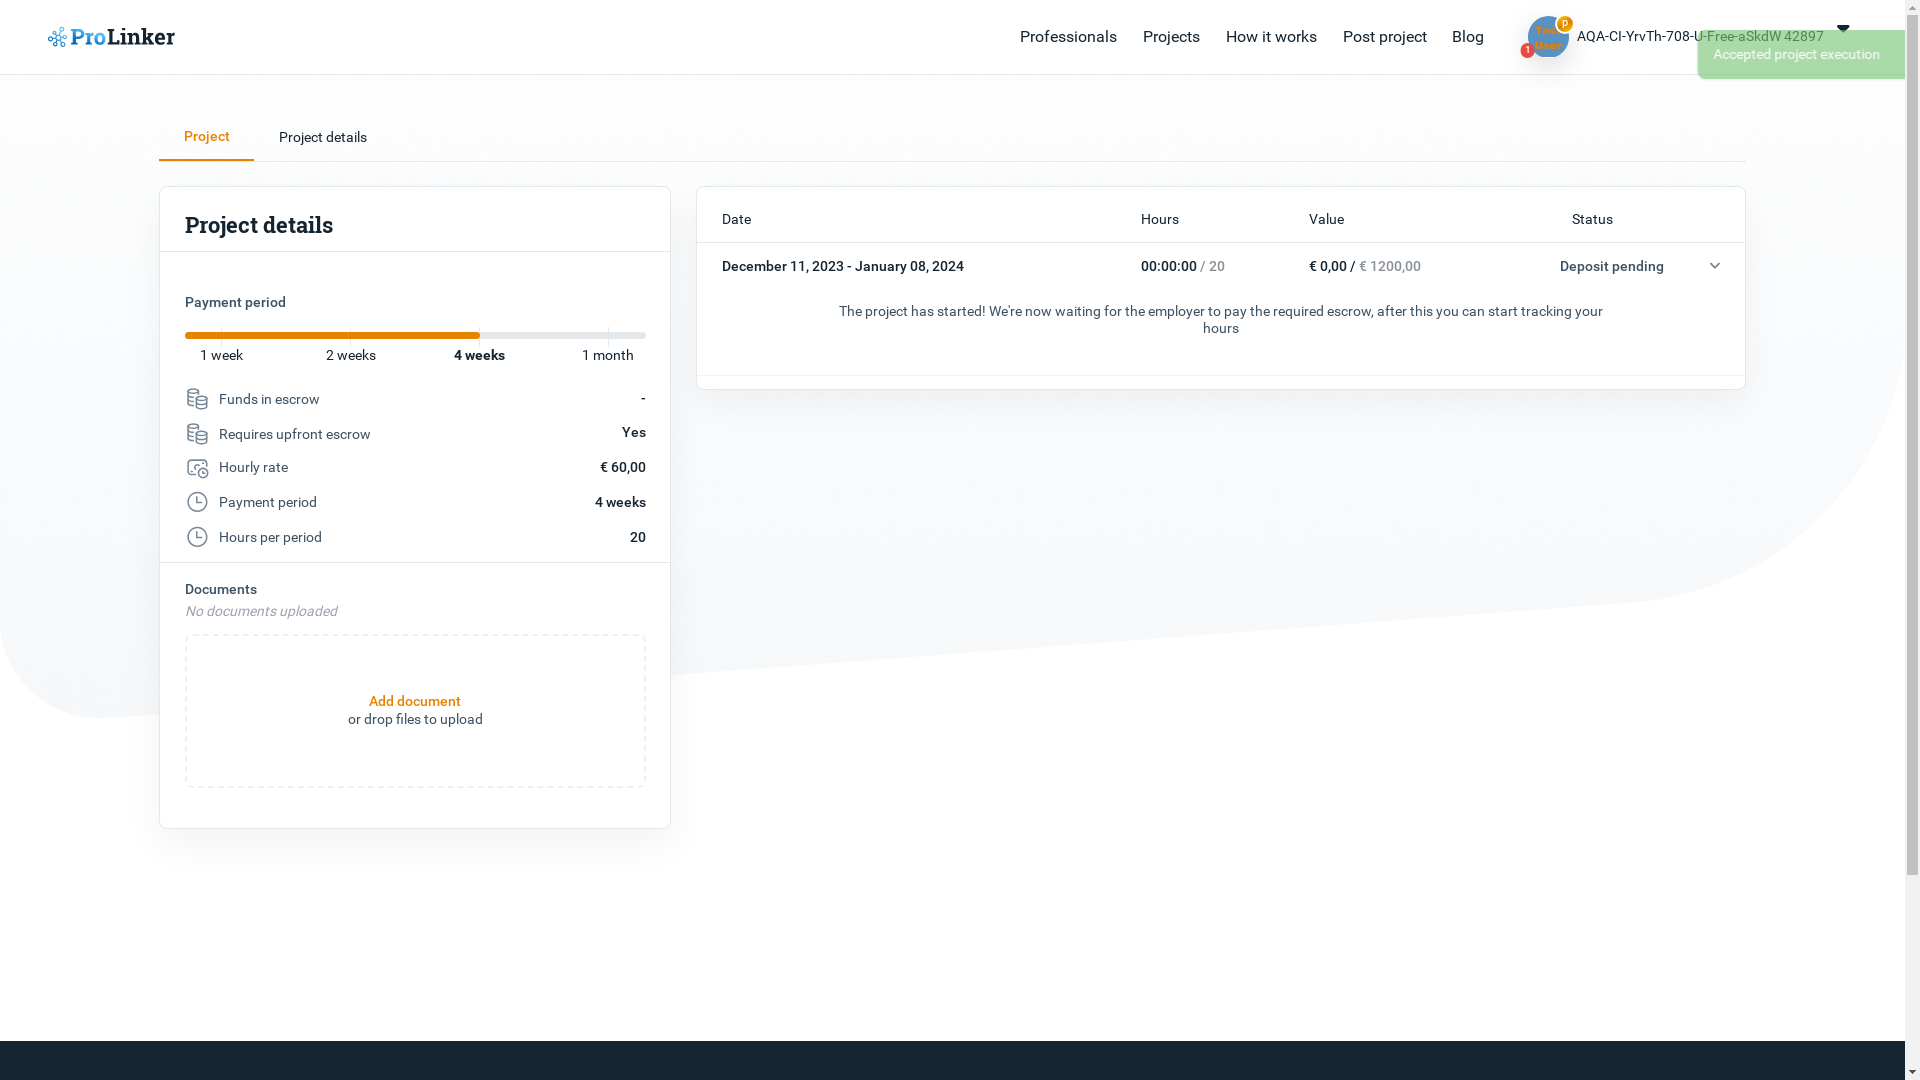 ProLinker
Professionals
Projects
How it works
Post project
Blog
p
1
AQA-CI-YrvTh-708-U-Free-aSkdW 42897
Accepted project execution
Project
Project details
Project details
Payment period
1 week
2 weeks
4 weeks
1 month
Funds in escrow -
Requires upfront escrow Yes
Hourly rate € 60,00
Payment period 4 weeks
Hours per period 20
Documents
No documents uploaded
Add document
or drop files to upload
Date Hours Value Status
December 11, 2023 - January 08, 2024 00:00:00 / 20 € 0,00 / € 1200,00 Deposit pending
The project has started! We're now waiting for the employer to pay the required escrow, after this you can start tracking your
hours